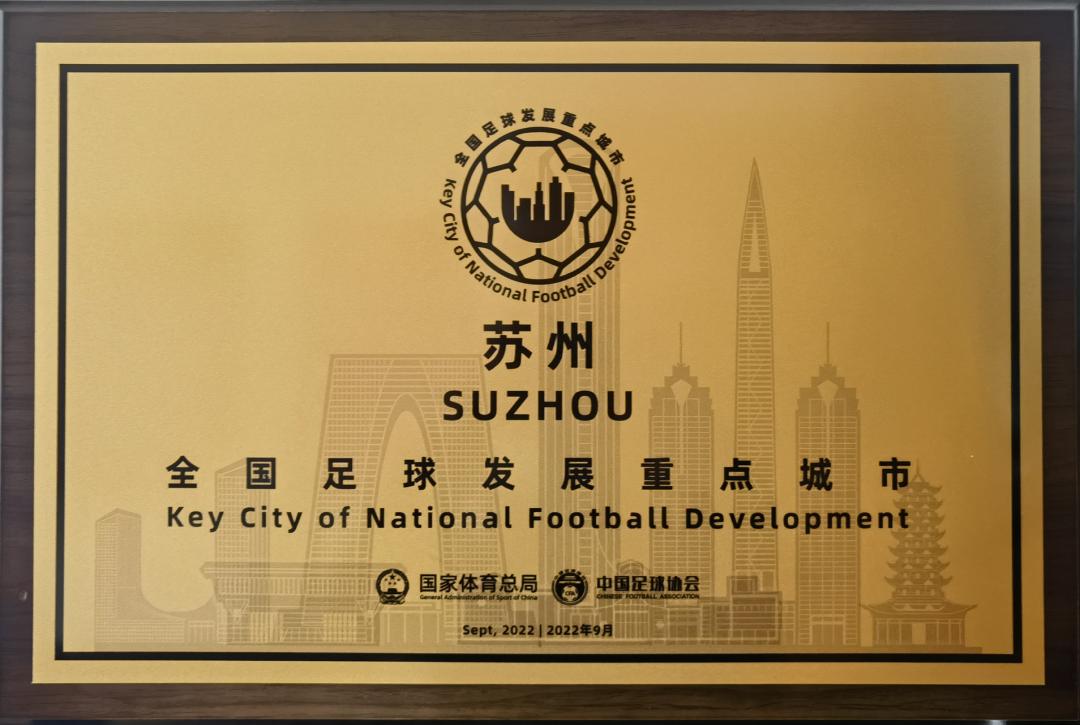 全国足球发展重点城市
Key City of National Football Development
苏州
SUZHOU
全国足球发展重点城市
Key City of National Football Development
国家体育总局
General Administration of Sport of China
中国足球协会
CHINESE FOOTBALL ASSOCIATION
Sept, 2022 | 2022年9月